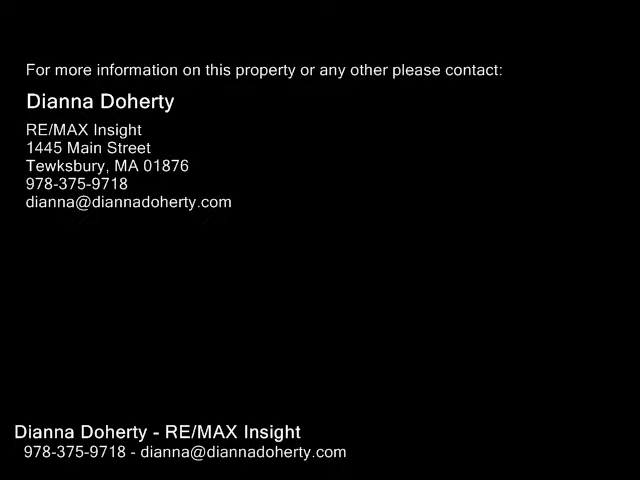 For more information on this property or any other please contact:
Dianna Doherty
RE/MAX Insight
1445 Main Street
Tewksbury, MA 01876
978-375-9718
dianna@diannadoherty.com
Dianna Doherty - RE/MAX Insight
978-375-9718 - dianna@diannadoherty.com